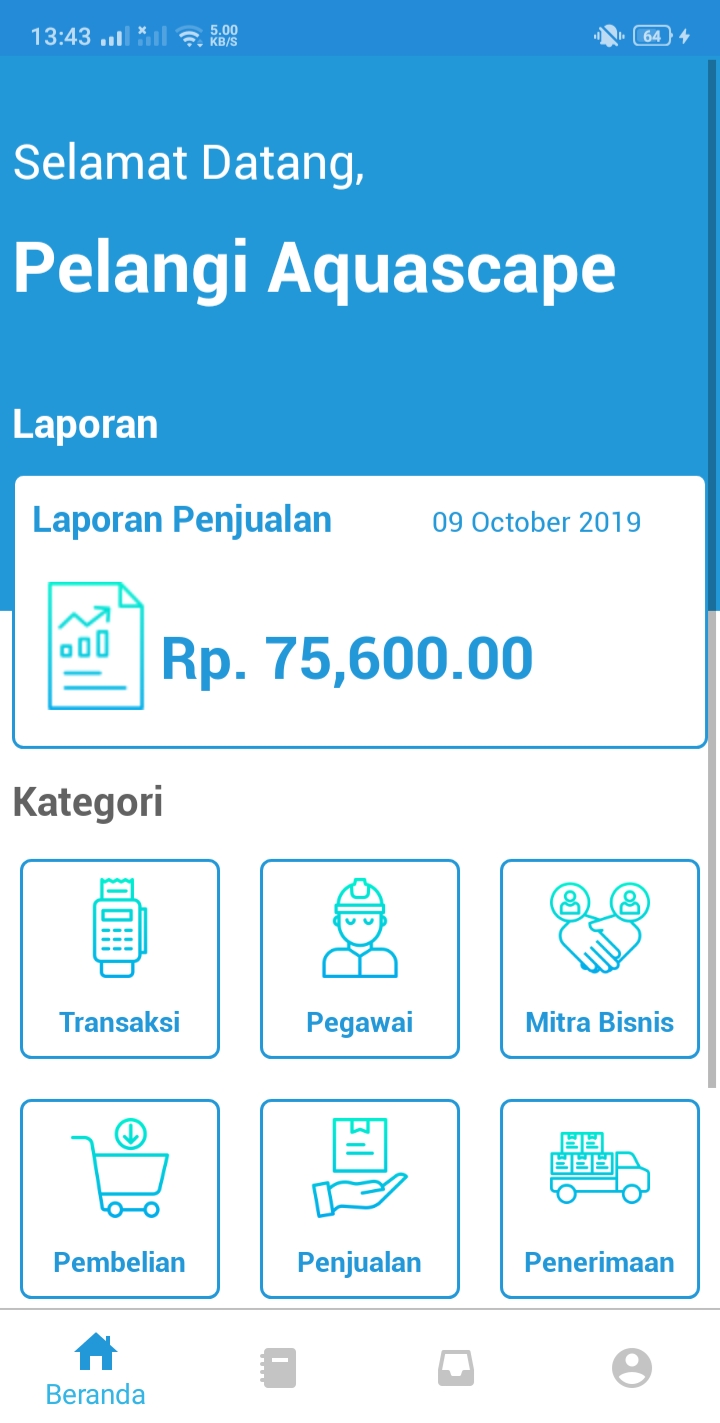 13:43 5.00 KB/S 64
Selamat Datang,
Pelangi Aquascape
Laporan
Laporan Penjualan 09 October 2019
Rp. 75,600.00
Kategori
Transaksi Pegawai Mitra Bisnis
Pembelian Penjualan Penerimaan
Beranda